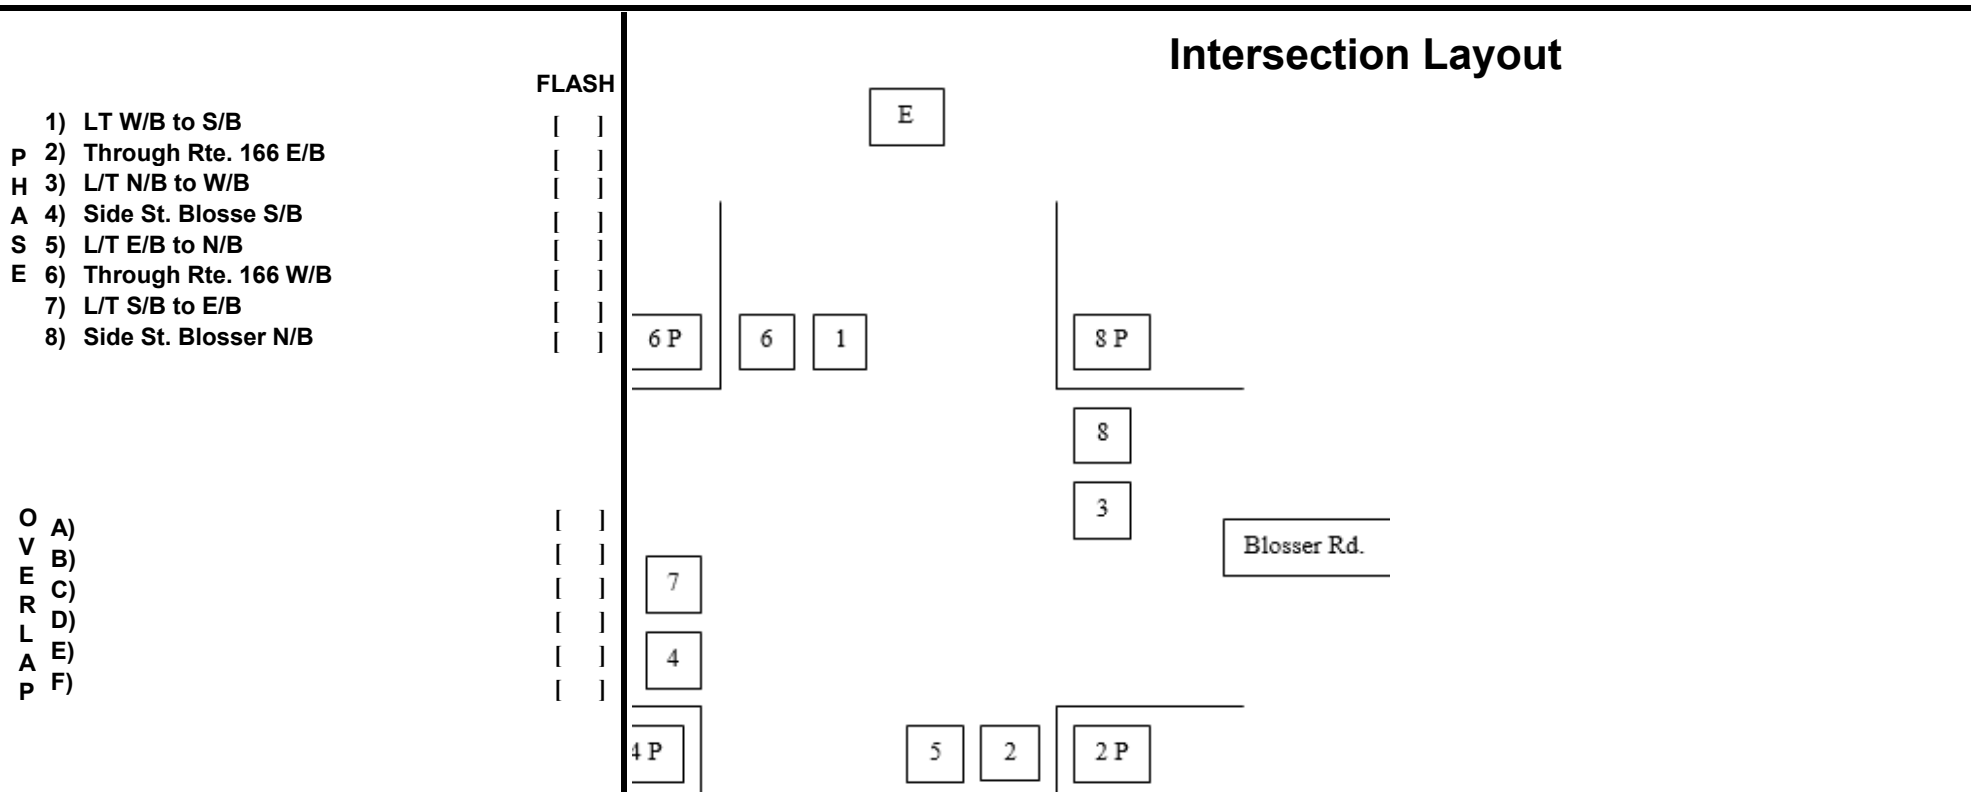 Intersection Layout
FLASH
1) LT W/B to S/B [ ]
P 2) Through Rte. 166 E/B [ ]
H 3) L/T N/B to W/B [ ]
A 4) Side St. Blosse S/B [ ]
S 5) L/T E/B to N/B [ ]
E 6) Through Rte. 166 W/B [ ]
7) L/T S/B to E/B [ ]
8) Side St. Blosser N/B [ ]
O A) [ ]
V B) [ ]
E C) [ ]
R D) [ ]
L E) [ ]
A F) [ ]
P
E
6 P 6 1 8 P
8
3
Blosser Rd.
7
4
4 P 5 2 2 P